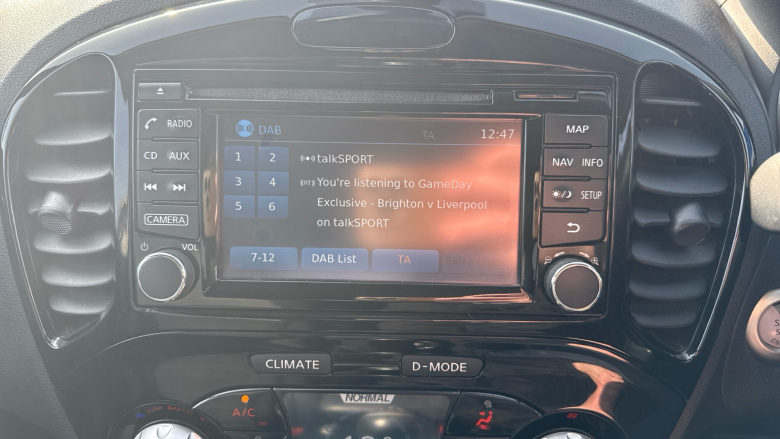 DAB TA 12:47
1 2
3 4
5 6
talkSPORT
You're listening to GameDay
Exclusive - Brighton v Liverpool
on talkSPORT
7-12 DAB List TA
RADIO
CD AUX
CAMERA
VOL
MAP
NAV INFO
SETUP
CLIMATE D-MODE
A/C
NORMAL